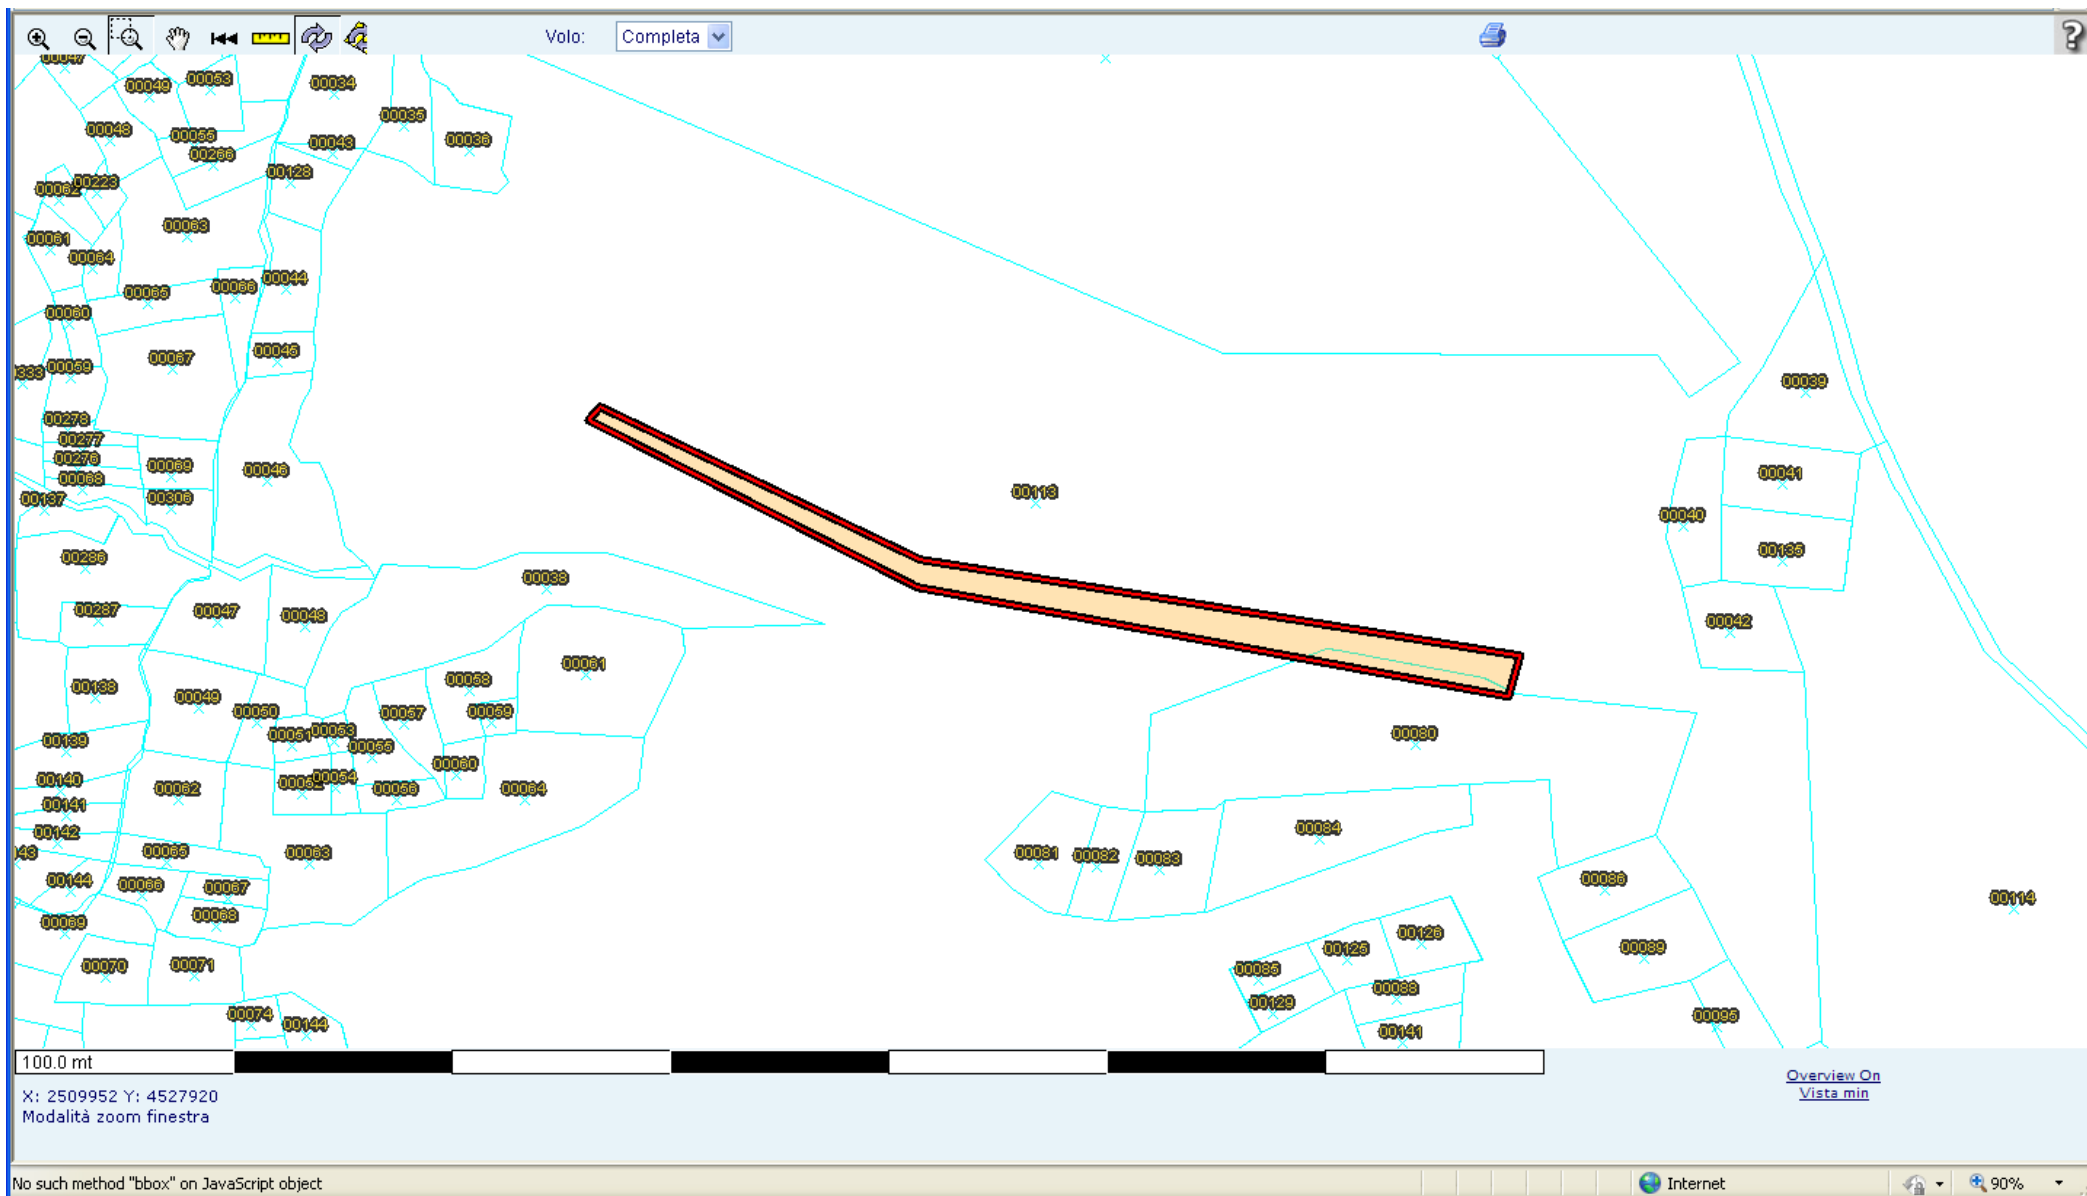 Volo: Completa
?
00047
00049 00053 00034
00035
00048 00055 00043 00036
00266
00128
00062 00223
00063
00061
00064
00044
00065 00066
00060
00045
00067
333 00059
00278
00277
00276 00069 00046
00068
00137 00306
00113
00039
00041
00040
00135
00286
00038
00287 00047 00048
00042
00061
00138 00049 00058
00050 00057 00059
00051 00053
00139 00055
00080
00060
00140 00062 00052 00054 00056 00064
00141
00142
00084
43 00065 00063
00081 00082 00083
00144 00066 00067
00086
00114
00069 00068
00126
00125 00089
00070 00071
00085
00088
00129
00074 00144
00095
00141
100.0 mt
X: 2509952 Y: 4527920
Modalità zoom finestra
Overview On
Vista min
No such method "bbox" on JavaScript object
Internet
90%